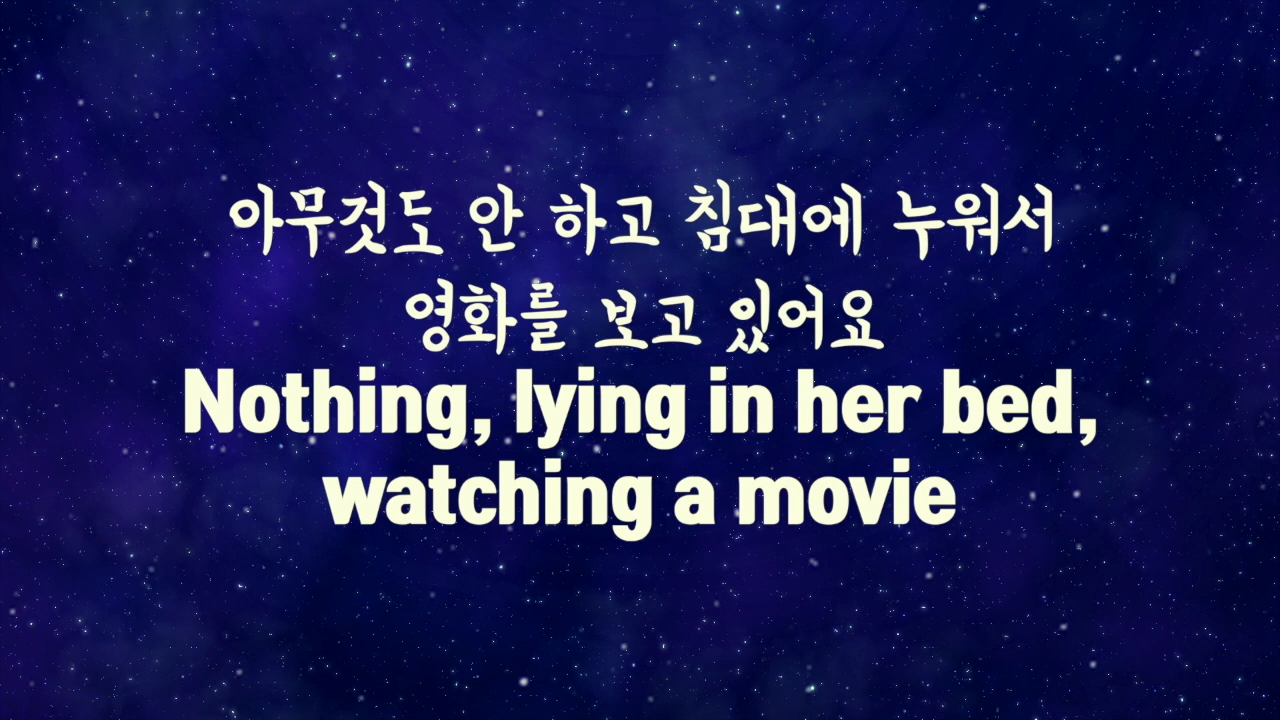 아무것도 안 하고 침대에 누워서
영화를 보고 있어요
Nothing, lying in her bed,
watching a movie